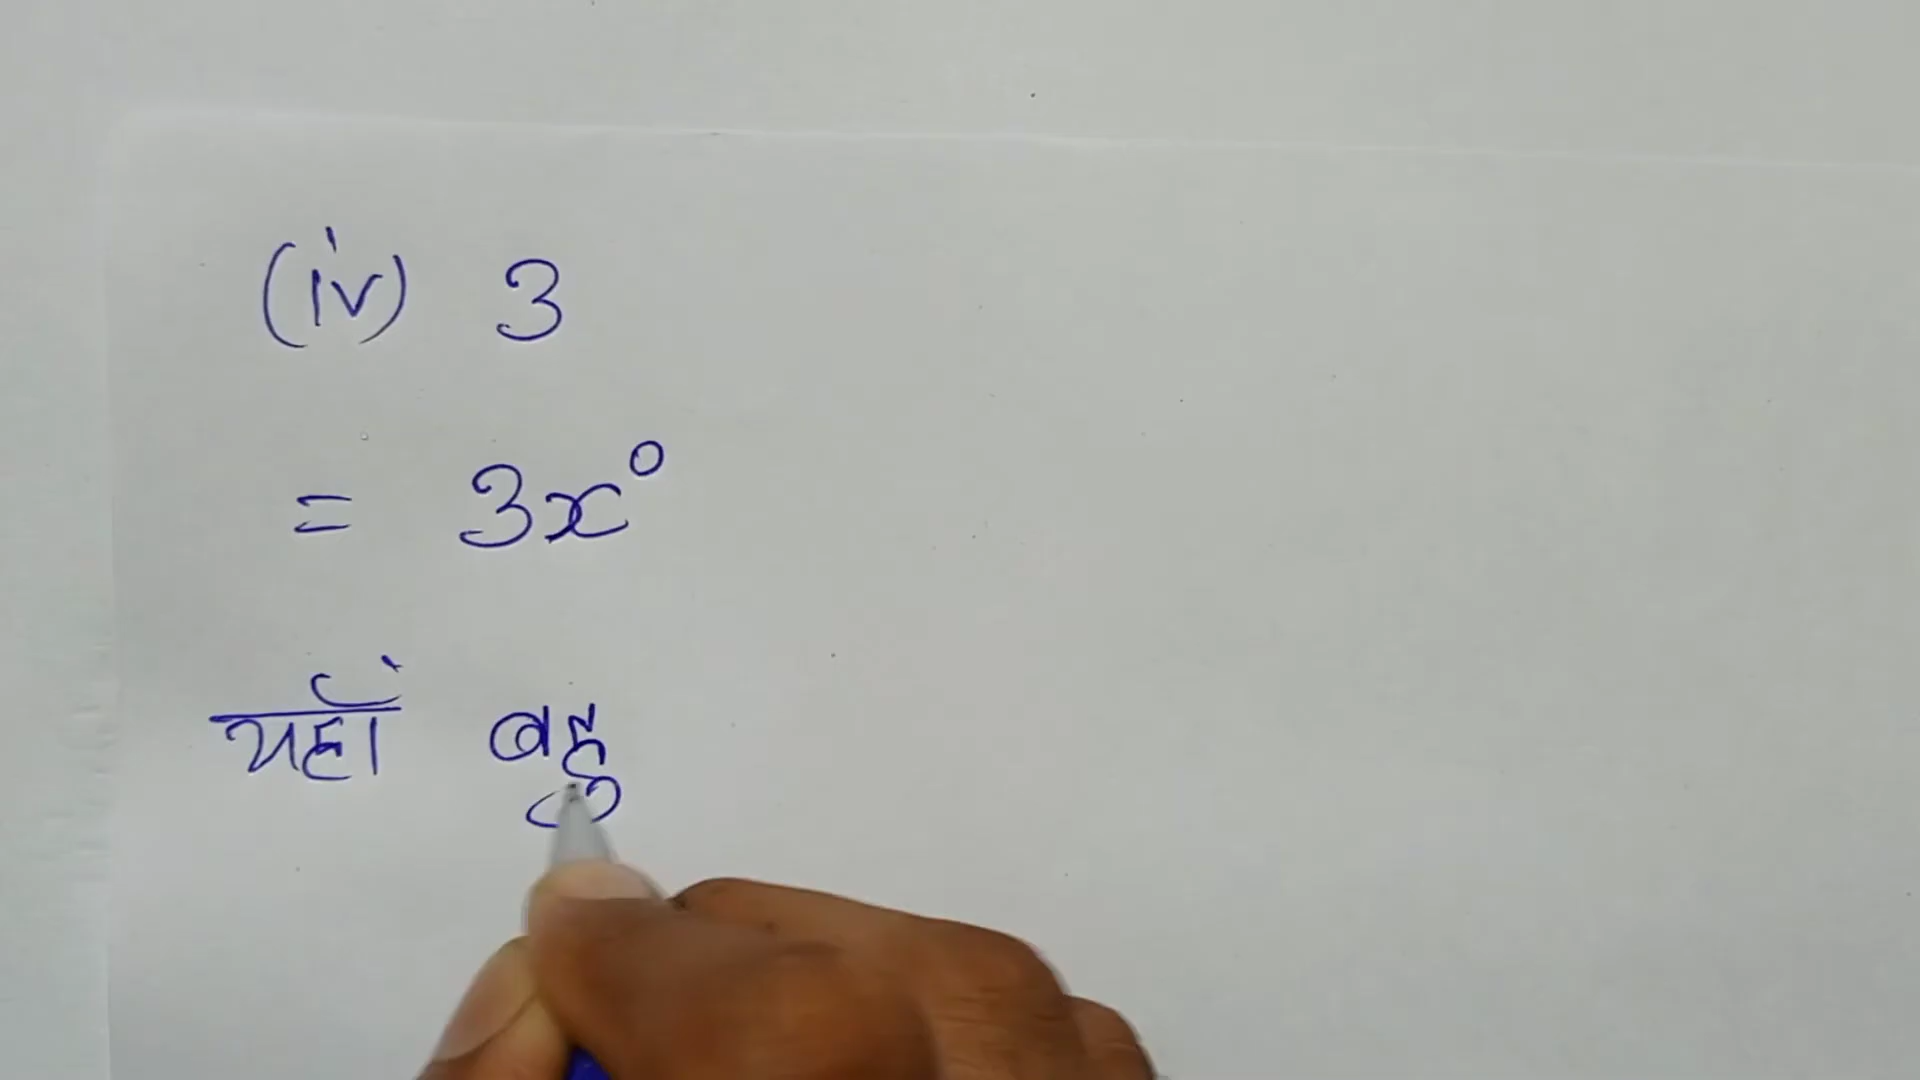 (iv) 3
= 3x⁰
यहाँ बहु